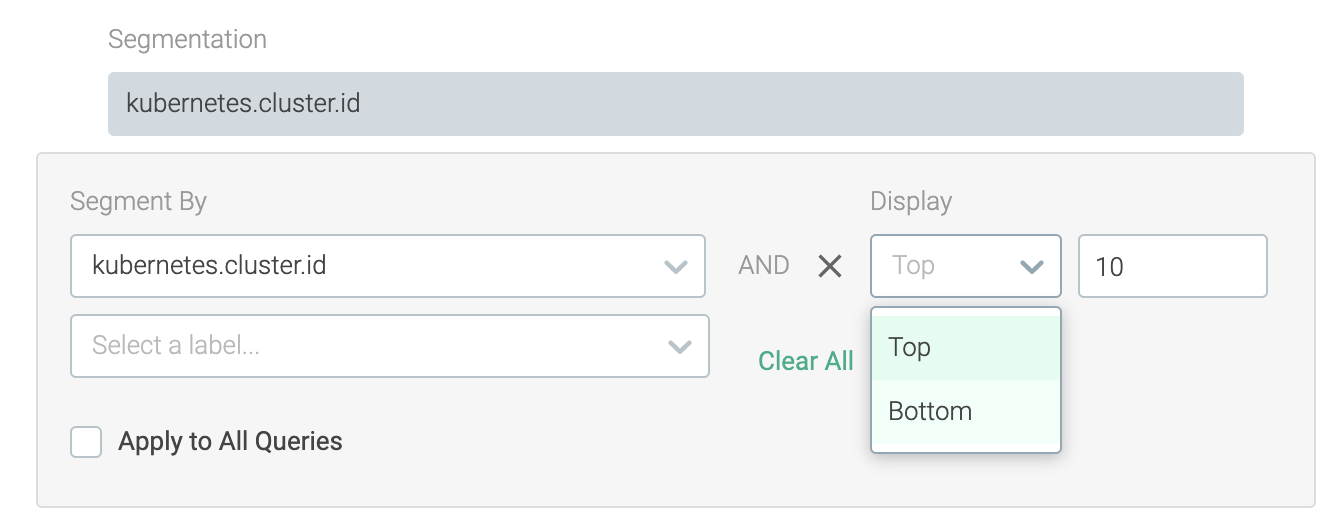 Segmentation
kubernetes.cluster.id
Segment By
Display
kubernetes.cluster.id
AND
Top
10
Select a label...
Clear All
Top
Bottom
Apply to All Queries